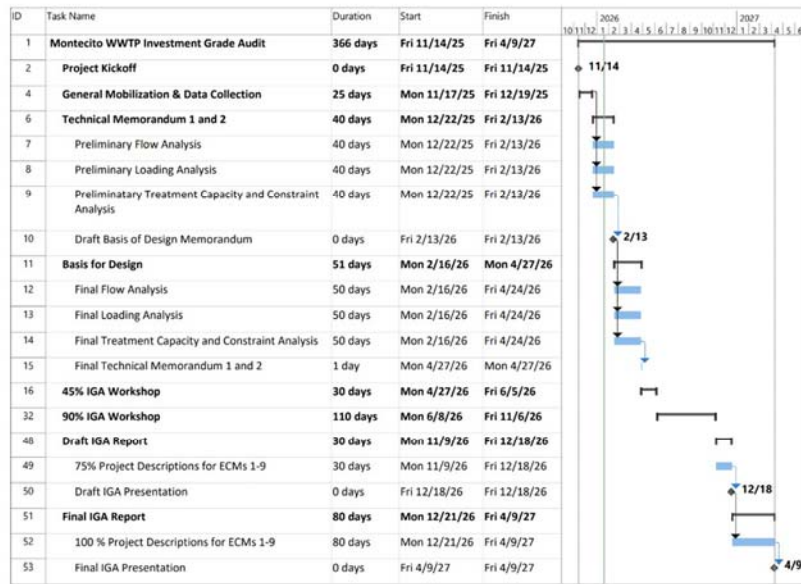 ID Task Name Duration Start Finish 2026 2027
10 11 12 1 2 3 4 5 6 7 8 9 10 11 12 1 2 3 4 5 6
1 Montecito WWTP Investment Grade Audit 366 days Fri 11/14/25 Fri 4/9/27
2 Project Kickoff 0 days Fri 11/14/25 Fri 11/14/25 11/14
4 General Mobilization & Data Collection 25 days Mon 11/17/25 Fri 12/19/25
6 Technical Memorandum 1 and 2 40 days Mon 12/22/25 Fri 2/13/26
7 Preliminary Flow Analysis 40 days Mon 12/22/25 Fri 2/13/26
8 Preliminary Loading Analysis 40 days Mon 12/22/25 Fri 2/13/26
9 Preliminatary Treatment Capacity and Constraint 40 days Mon 12/22/25 Fri 2/13/26
Analysis
10 Draft Basis of Design Memorandum 0 days Fri 2/13/26 Fri 2/13/26 2/13
11 Basis for Design 51 days Mon 2/16/26 Mon 4/27/26
12 Final Flow Analysis 50 days Mon 2/16/26 Fri 4/24/26
13 Final Loading Analysis 50 days Mon 2/16/26 Fri 4/24/26
14 Final Treatment Capacity and Constraint Analysis 50 days Mon 2/16/26 Fri 4/24/26
15 Final Technical Memorandum 1 and 2 1 day Mon 4/27/26 Mon 4/27/26
16 45% IGA Workshop 30 days Mon 4/27/26 Fri 6/5/26
32 90% IGA Workshop 110 days Mon 6/8/26 Fri 11/6/26
48 Draft IGA Report 30 days Mon 11/9/26 Fri 12/18/26
49 75% Project Descriptions for ECMs 1-9 30 days Mon 11/9/26 Fri 12/18/26
50 Draft IGA Presentation 0 days Fri 12/18/26 Fri 12/18/26 12/18
51 Final IGA Report 80 days Mon 12/21/26 Fri 4/9/27
52 100 % Project Descriptions for ECMs 1-9 80 days Mon 12/21/26 Fri 4/9/27
53 Final IGA Presentation 0 days Fri 4/9/27 Fri 4/9/27 4/9